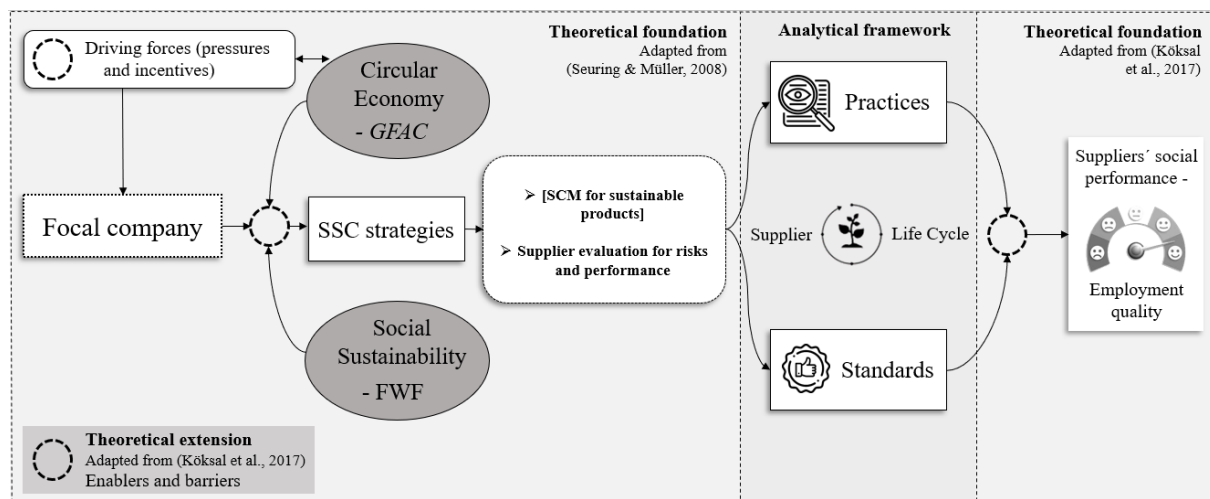 Driving forces (pressures
and incentives)
Circular
Economy
- GFAC
Focal company
SSC strategies
Social
Sustainability
- FWF
Theoretical foundation
Adapted from
(Seuring & Müller, 2008)
➢ [SCM for sustainable
products]
➢ Supplier evaluation for risks
and performance
Analytical framework
Practices
Supplier
Life Cycle
Standards
Theoretical foundation
Adapted from (Köksal
et al., 2017)
Suppliers´ social
performance -
Employment
quality
Theoretical extension
Adapted from (Köksal et al., 2017)
Enablers and barriers